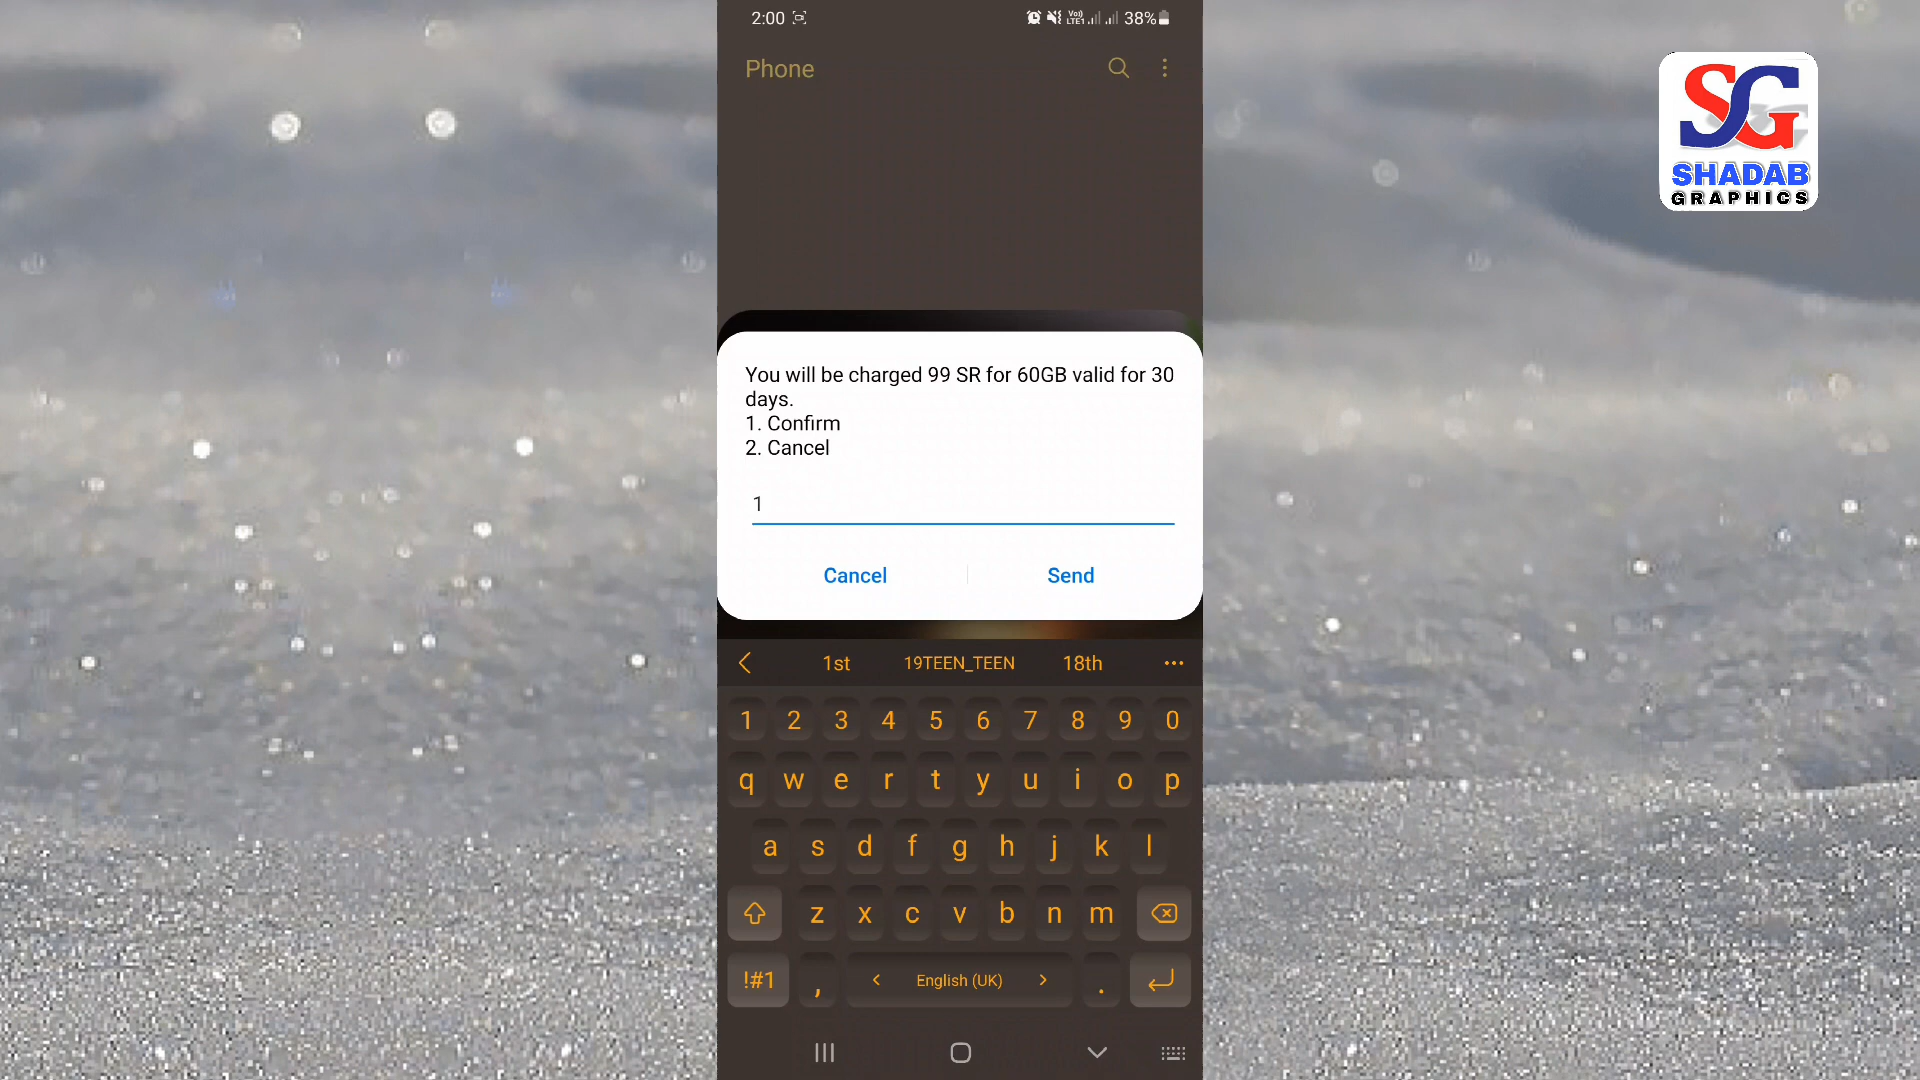 2:00
Vo)) LTE1 38%
Phone
SG
SHADAB
GRAPHICS
You will be charged 99 SR for 60GB valid for 30
days.
1. Confirm
2. Cancel
1
Cancel Send
1st 19TEEN_TEEN 18th
1 2 3 4 5 6 7 8 9 0
q w e r t y u i o p
a s d f g h j k l
z x c v b n m
!#1 , English (UK) .